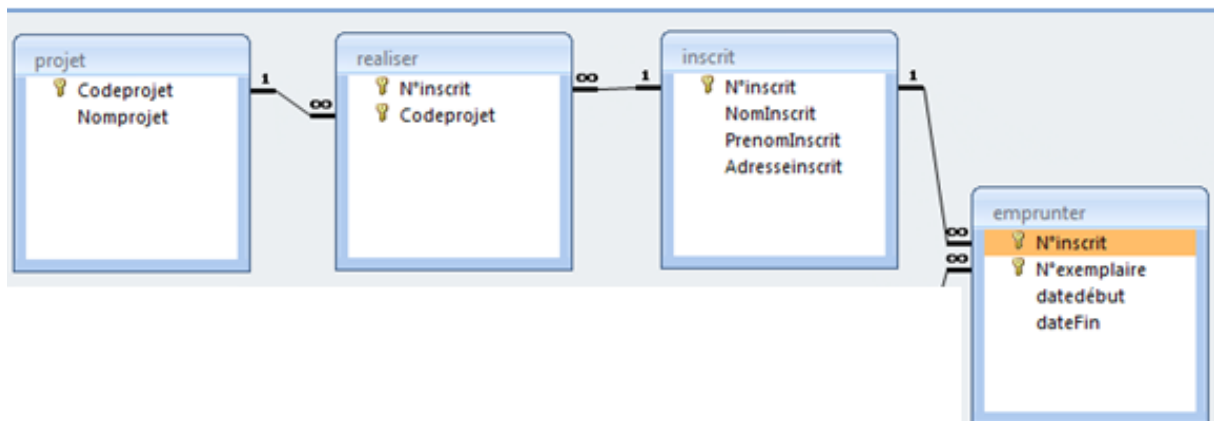 projet
Codeprojet
Nomprojet
1
∞
realiser
N°inscrit
Codeprojet
∞
1
inscrit
N°inscrit
NomInscrit
PrenomInscrit
Adresseinscrit
1
∞
∞
emprunter
N°inscrit
N°exemplaire
datedébut
dateFin